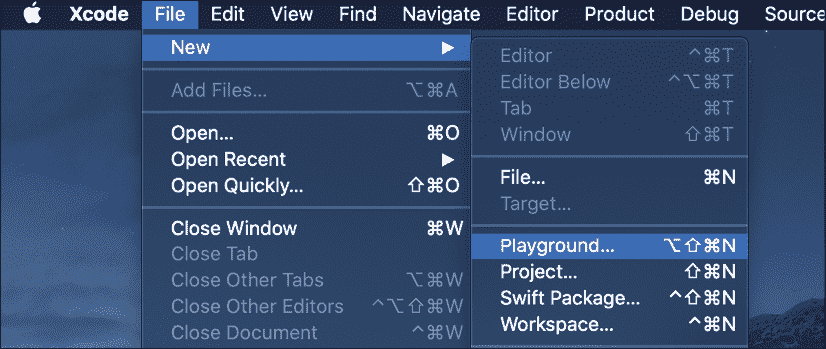 Xcode File Edit View Find Navigate Editor Product Debug Source
New ▶
Add Files... ⌥⌘A
Open... ⌘O
Open Recent ▶
Open Quickly... ⇧⌘O
Close Window ⌘W
Close Tab
Close Other Tabs ⌥⌘W
Close Other Editors ^⌥⇧⌘W
Close Document ^⌘W
Editor ^⌘T
Editor Below ^⌥⌘T
Tab ⌘T
Window ⇧⌘T
File... ⌘N
Target...
Playground... ⌥⇧⌘N
Project... ⇧⌘N
Swift Package... ^⇧⌘N
Workspace... ^⌘N